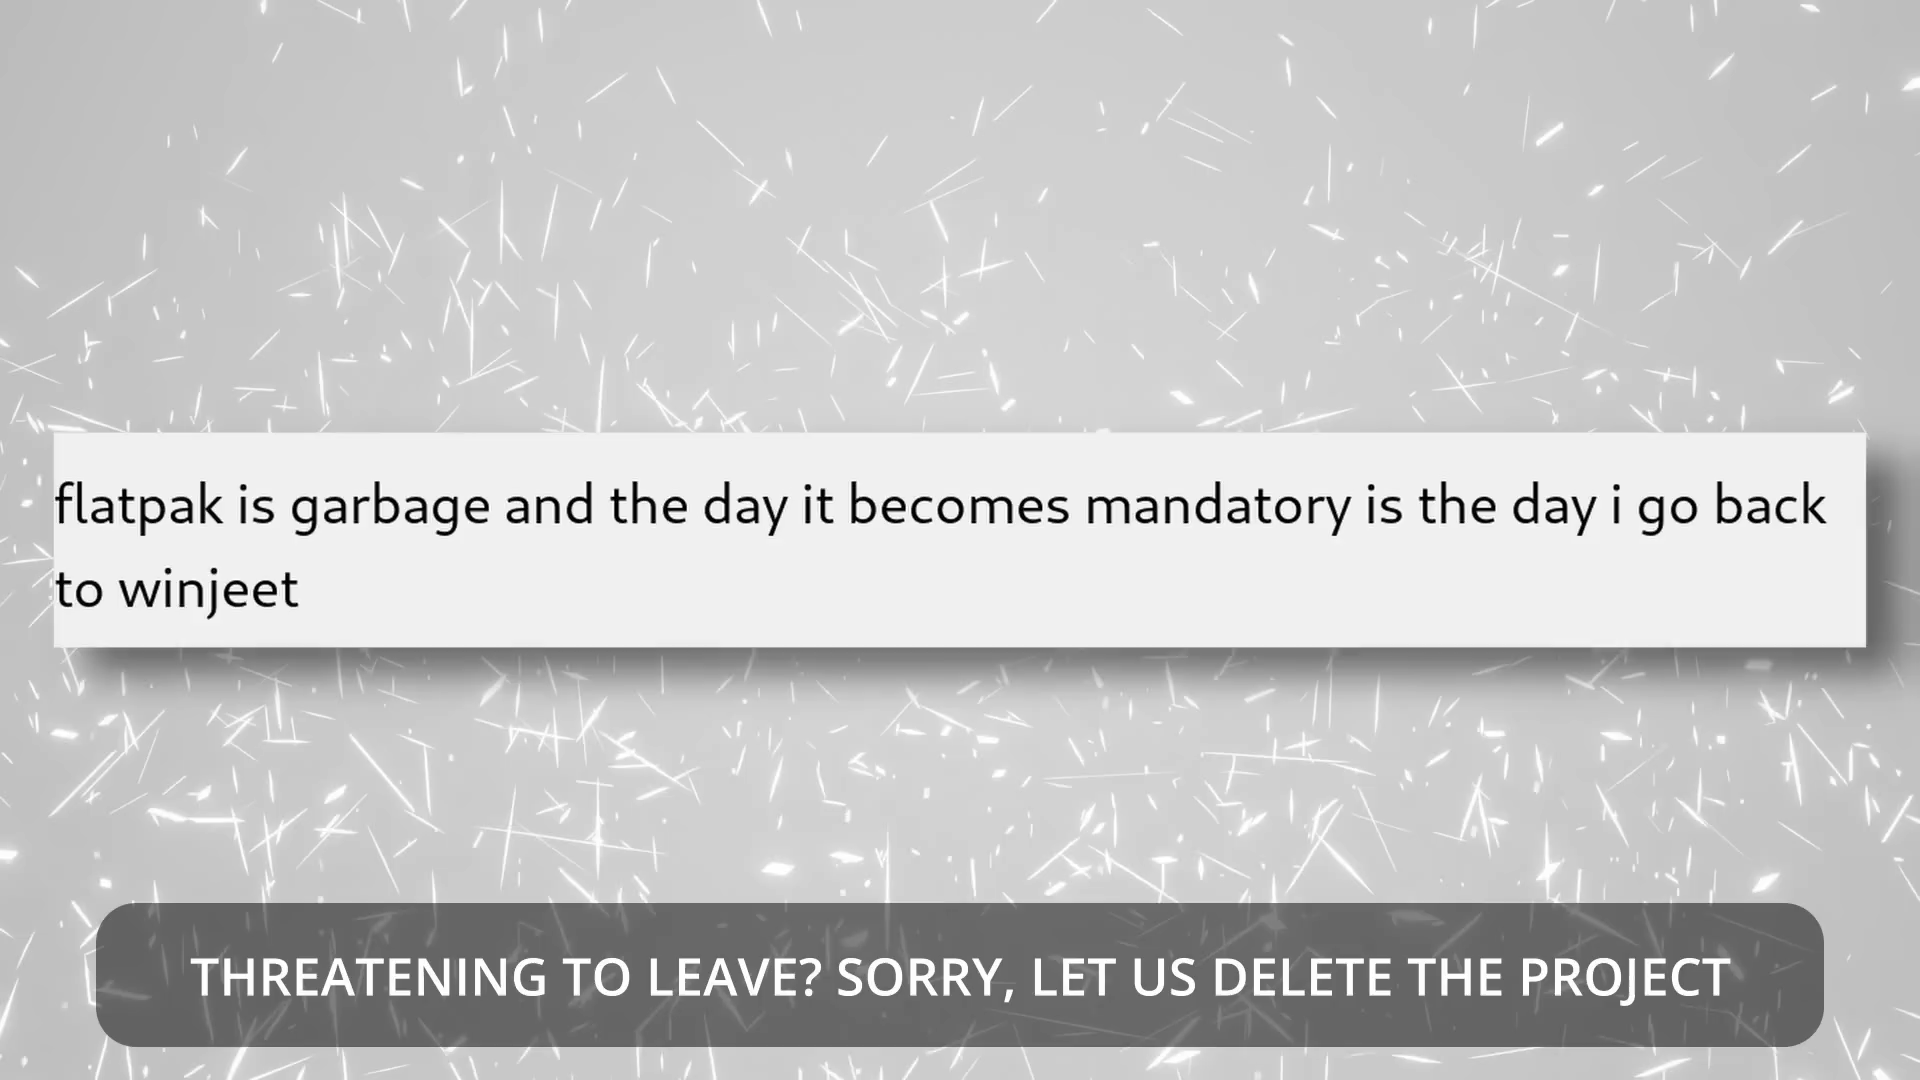 flatpak is garbage and the day it becomes mandatory is the day i go back
to winjeet
THREATENING TO LEAVE? SORRY, LET US DELETE THE PROJECT